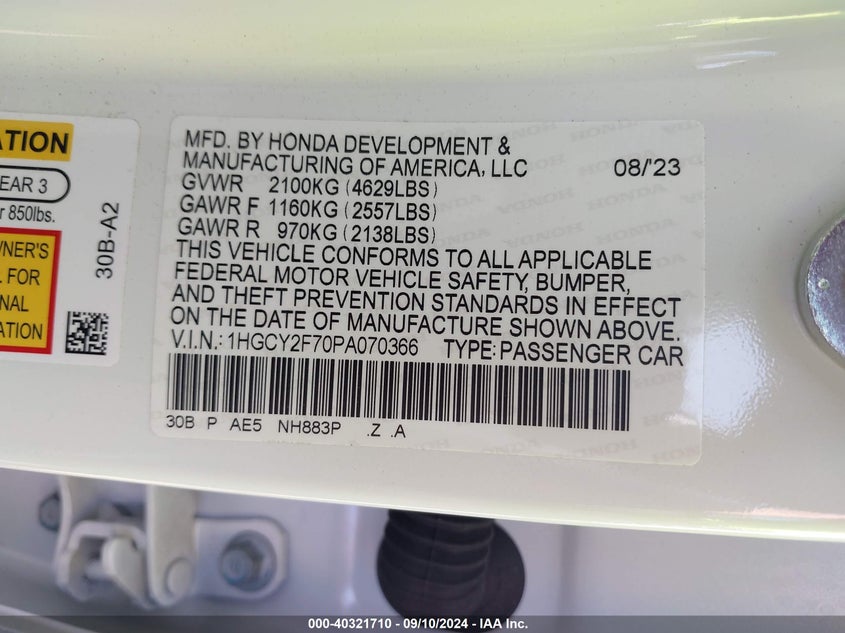 ATION
EAR 3
r 850lbs.
WNER'S
L FOR
NAL
ATION
30B-A2
MFD. BY HONDA DEVELOPMENT &
MANUFACTURING OF AMERICA, LLC 08/'23
GVWR 2100KG (4629LBS)
GAWR F 1160KG (2557LBS)
GAWR R 970KG (2138LBS)
THIS VEHICLE CONFORMS TO ALL APPLICABLE
FEDERAL MOTOR VEHICLE SAFETY, BUMPER,
AND THEFT PREVENTION STANDARDS IN EFFECT
ON THE DATE OF MANUFACTURE SHOWN ABOVE.
V.I.N.: 1HGCY2F70PA070366 TYPE: PASSENGER CAR
30B P AE5 NH883P .Z .A
000-40321710 - 09/10/2024 - IAA Inc.